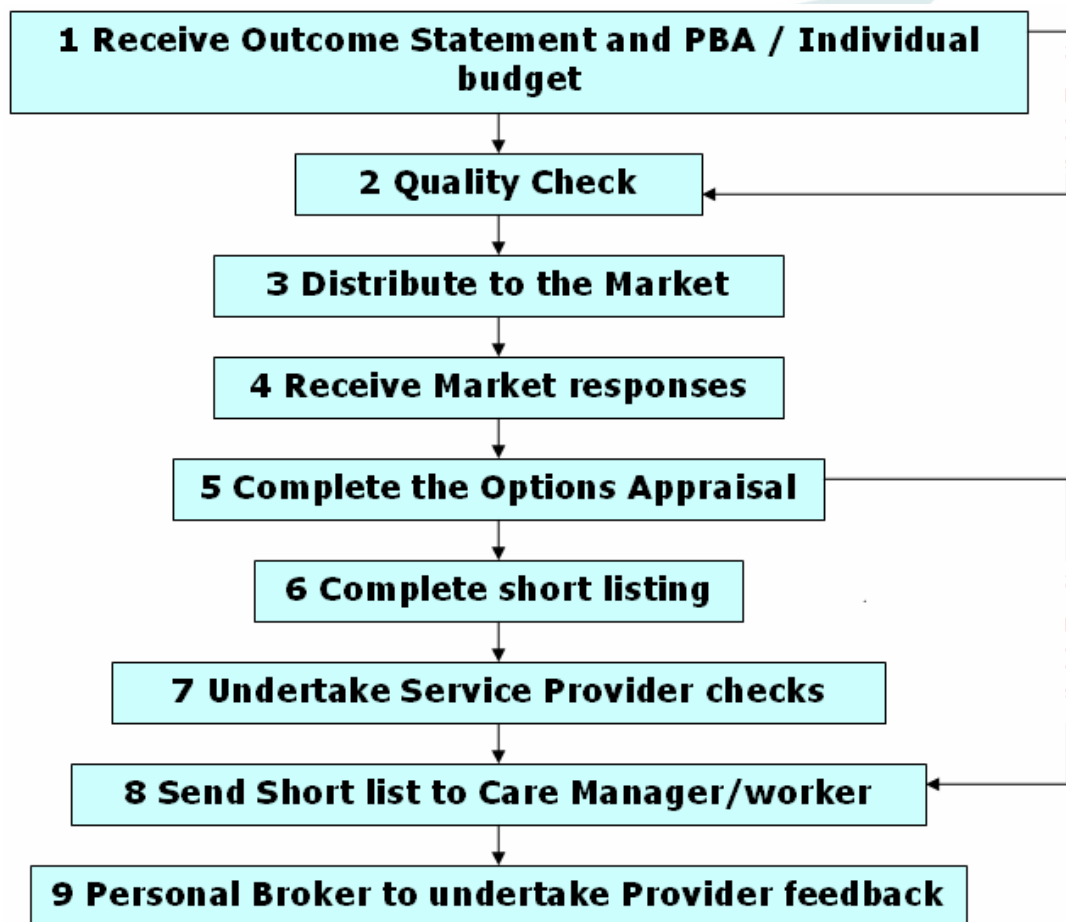 1 Receive Outcome Statement and PBA / Individual
budget
2 Quality Check
3 Distribute to the Market
4 Receive Market responses
5 Complete the Options Appraisal
6 Complete short listing
7 Undertake Service Provider checks
8 Send Short list to Care Manager/worker
9 Personal Broker to undertake Provider feedback